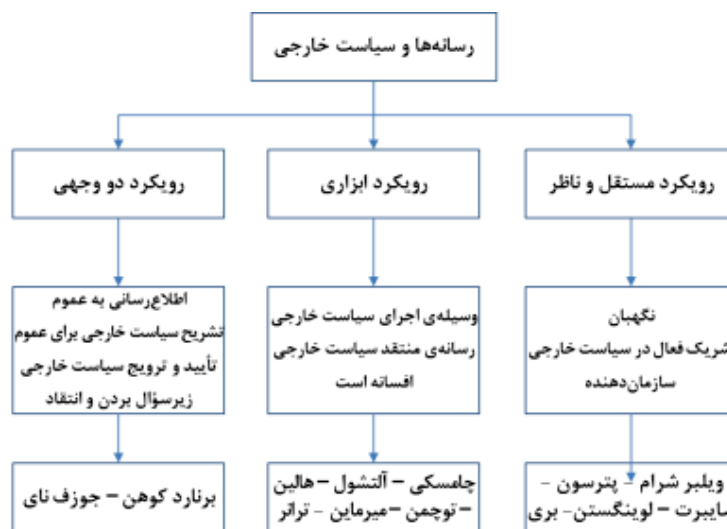 رسانه‌ها و سیاست خارجی
رویکرد مستقل و ناظر
رویکرد ابزاری
رویکرد دو وجهی
نگهبان
شریک فعال در سیاست خارجی
سازمان‌دهنده
وسیله‌ی اجرای سیاست خارجی
رسانه‌ی منتقد سیاست خارجی
افسانه است
اطلاع‌رسانی به عموم
تشریح سیاست خارجی برای عموم
تأیید و ترویج سیاست خارجی
زیرسؤال بردن و انتقاد
ویلبر شرام – پترسون –
سایبرت – لوینگستن- بری
چامسکی – آلتشول – هالین
– توچمن – میرماین – تراتر
برنارد کوهن – جوزف نای